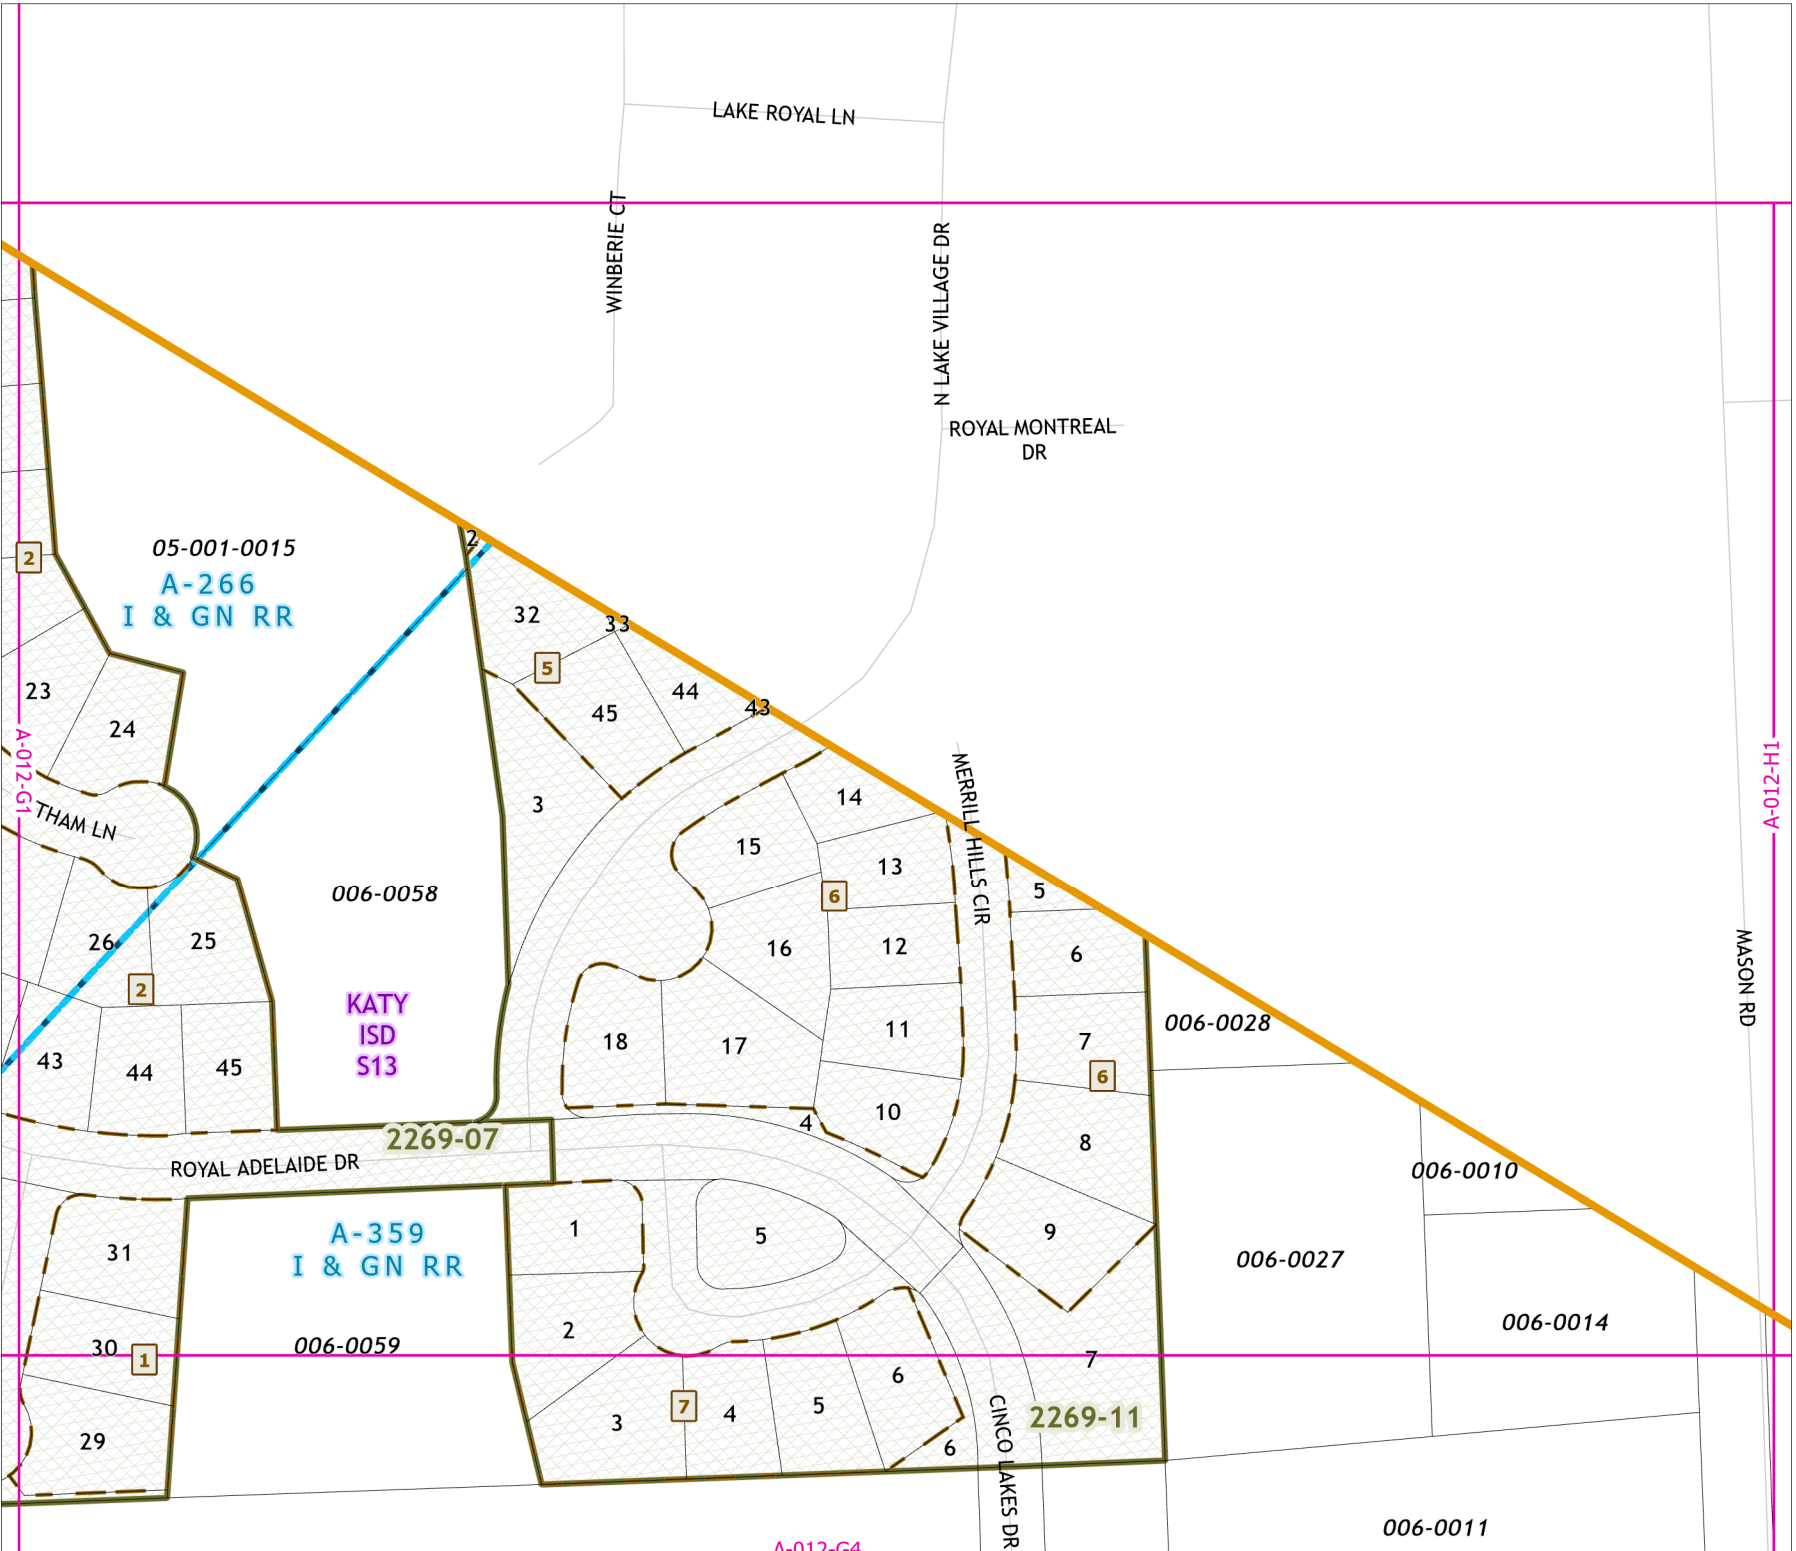 LAKE ROYAL LN
WINBERIE CT
N LAKE VILLAGE DR
ROYAL MONTREAL
DR
05-001-0015
A-266
I & GN RR
2
2
32
33
5
45
44
43
23
24
A-012-G1
THAM LN
3
MERRILL HILLS CIR
A-012-H1
14
15
13
6
5
006-0058
26
25
16
12
6
2
KATY
ISD
S13
MASON RD
006-0028
43
44
45
18
17
11
7
6
10
4
8
2269-07
ROYAL ADELAIDE DR
006-0010
A-359
I & GN RR
1
5
9
31
006-0027
30
1
006-0059
2
006-0014
7
6
29
3
7
4
5
6
CINCO LAKES DR
2269-11
006-0011
A-012-G4